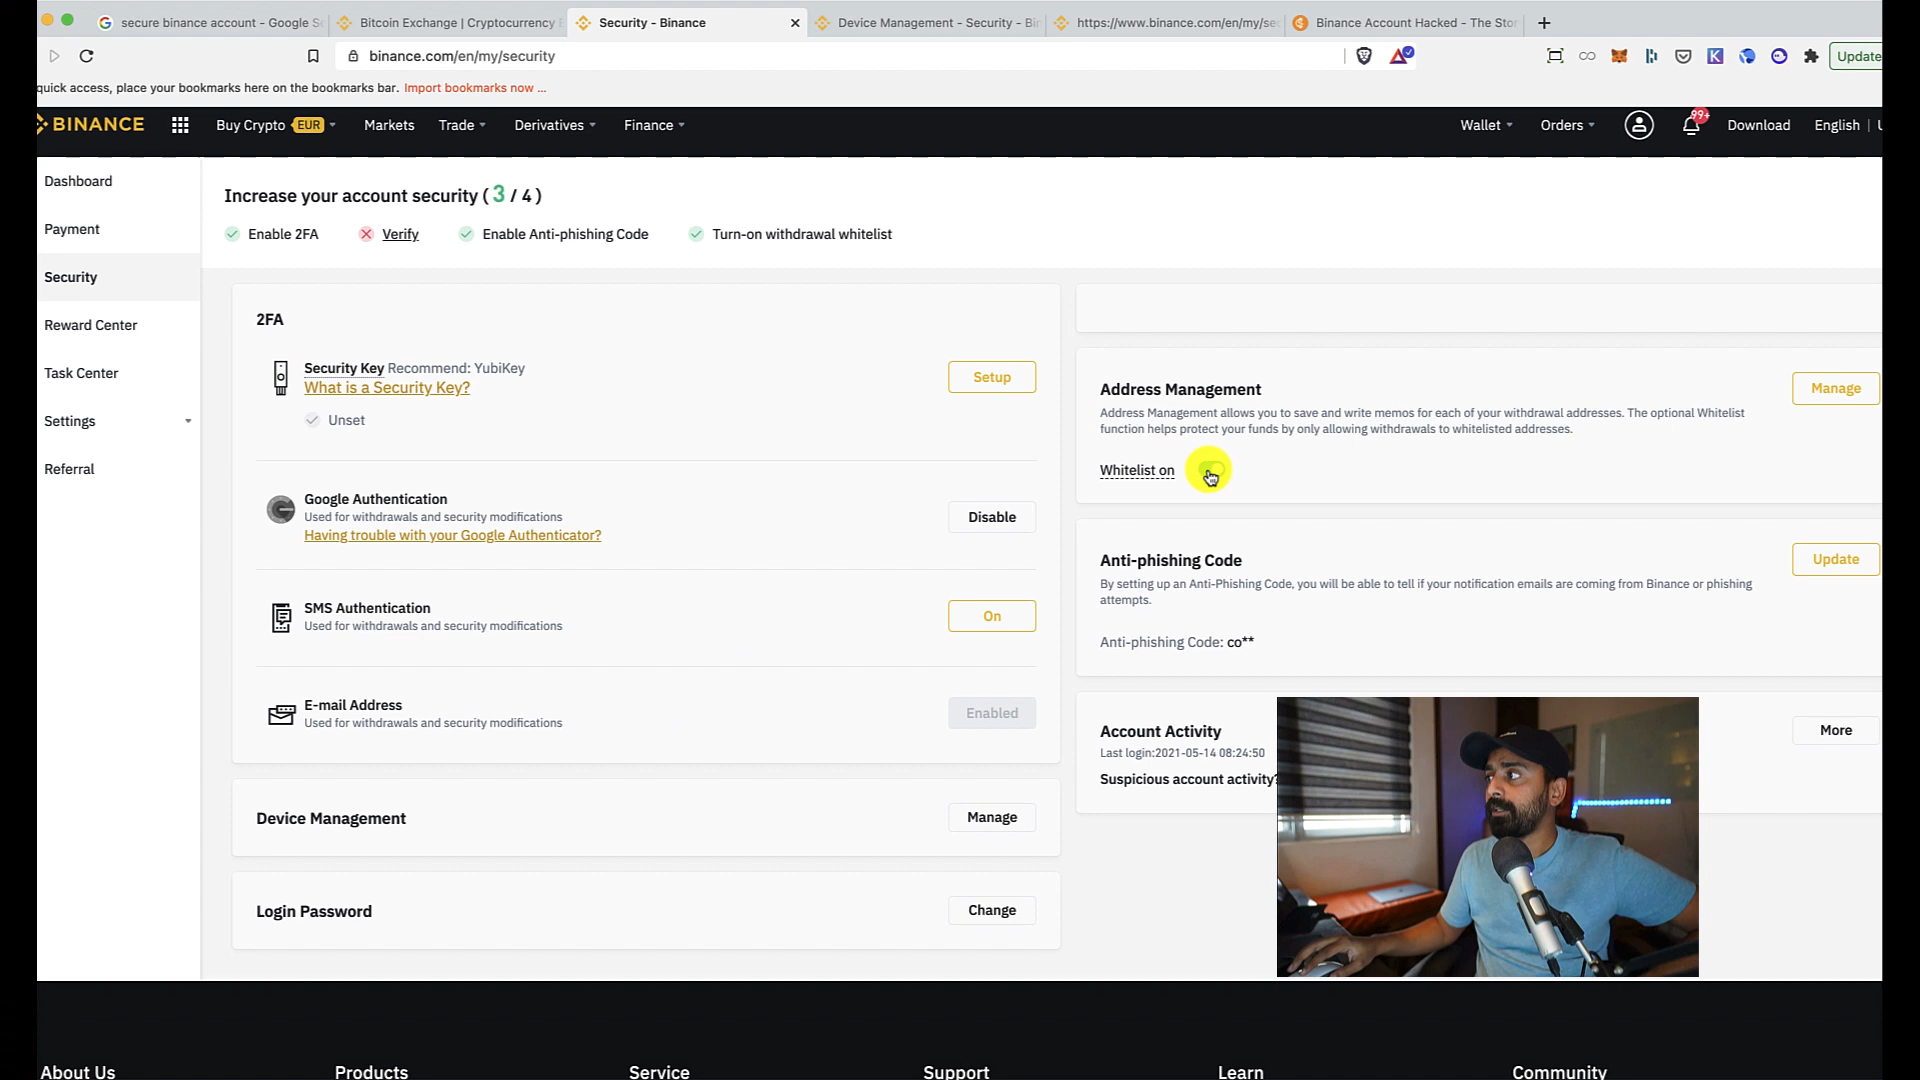 secure binance account - Google Se
Bitcoin Exchange | Cryptocurrency E
Security - Binance
Device Management - Security - Bin
https://www.binance.com/en/my/sec
Binance Account Hacked - The Stor
binance.com/en/my/security
Update
quick access, place your bookmarks here on the bookmarks bar. Import bookmarks now ...
BINANCE
Buy Crypto EUR
Markets
Trade
Derivatives
Finance
Wallet
Orders
99+
Download
English
Dashboard
Payment
Security
Reward Center
Task Center
Settings
Referral
Increase your account security ( 3 / 4 )
Enable 2FA
Verify
Enable Anti-phishing Code
Turn-on withdrawal whitelist
2FA
Security Key Recommend: YubiKey
What is a Security Key?
Unset
Setup
Google Authentication
Used for withdrawals and security modifications
Having trouble with your Google Authenticator?
Disable
SMS Authentication
Used for withdrawals and security modifications
On
E-mail Address
Used for withdrawals and security modifications
Enabled
Device Management
Manage
Login Password
Change
Address Management
Address Management allows you to save and write memos for each of your withdrawal addresses. The optional Whitelist
function helps protect your funds by only allowing withdrawals to whitelisted addresses.
Manage
Whitelist on
Anti-phishing Code
By setting up an Anti-Phishing Code, you will be able to tell if your notification emails are coming from Binance or phishing
attempts.
Update
Anti-phishing Code: co**
Account Activity
Last login:2021-05-14 08:24:50
Suspicious account activity?
More
About Us
Products
Service
Support
Learn
Community